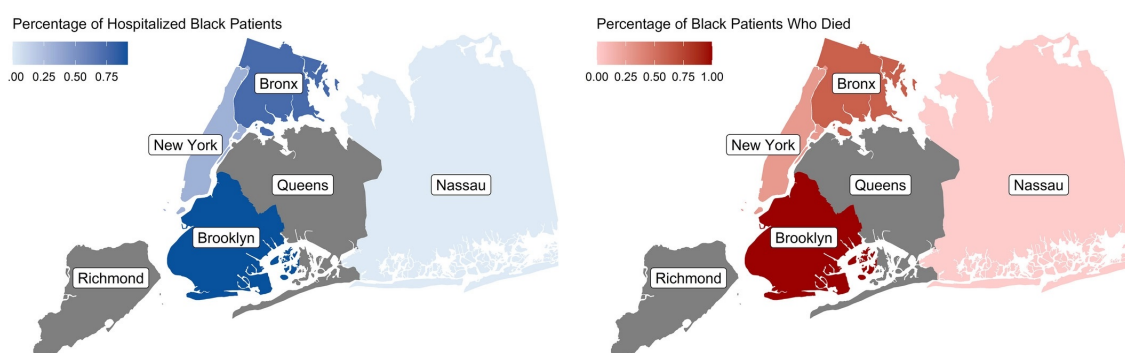 Percentage of Hospitalized Black Patients
.00 0.25 0.50 0.75
Bronx
New York
Queens
Nassau
Brooklyn
Richmond
Percentage of Black Patients Who Died
0.00 0.25 0.50 0.75 1.00
Bronx
New York
Queens
Nassau
Brooklyn
Richmond